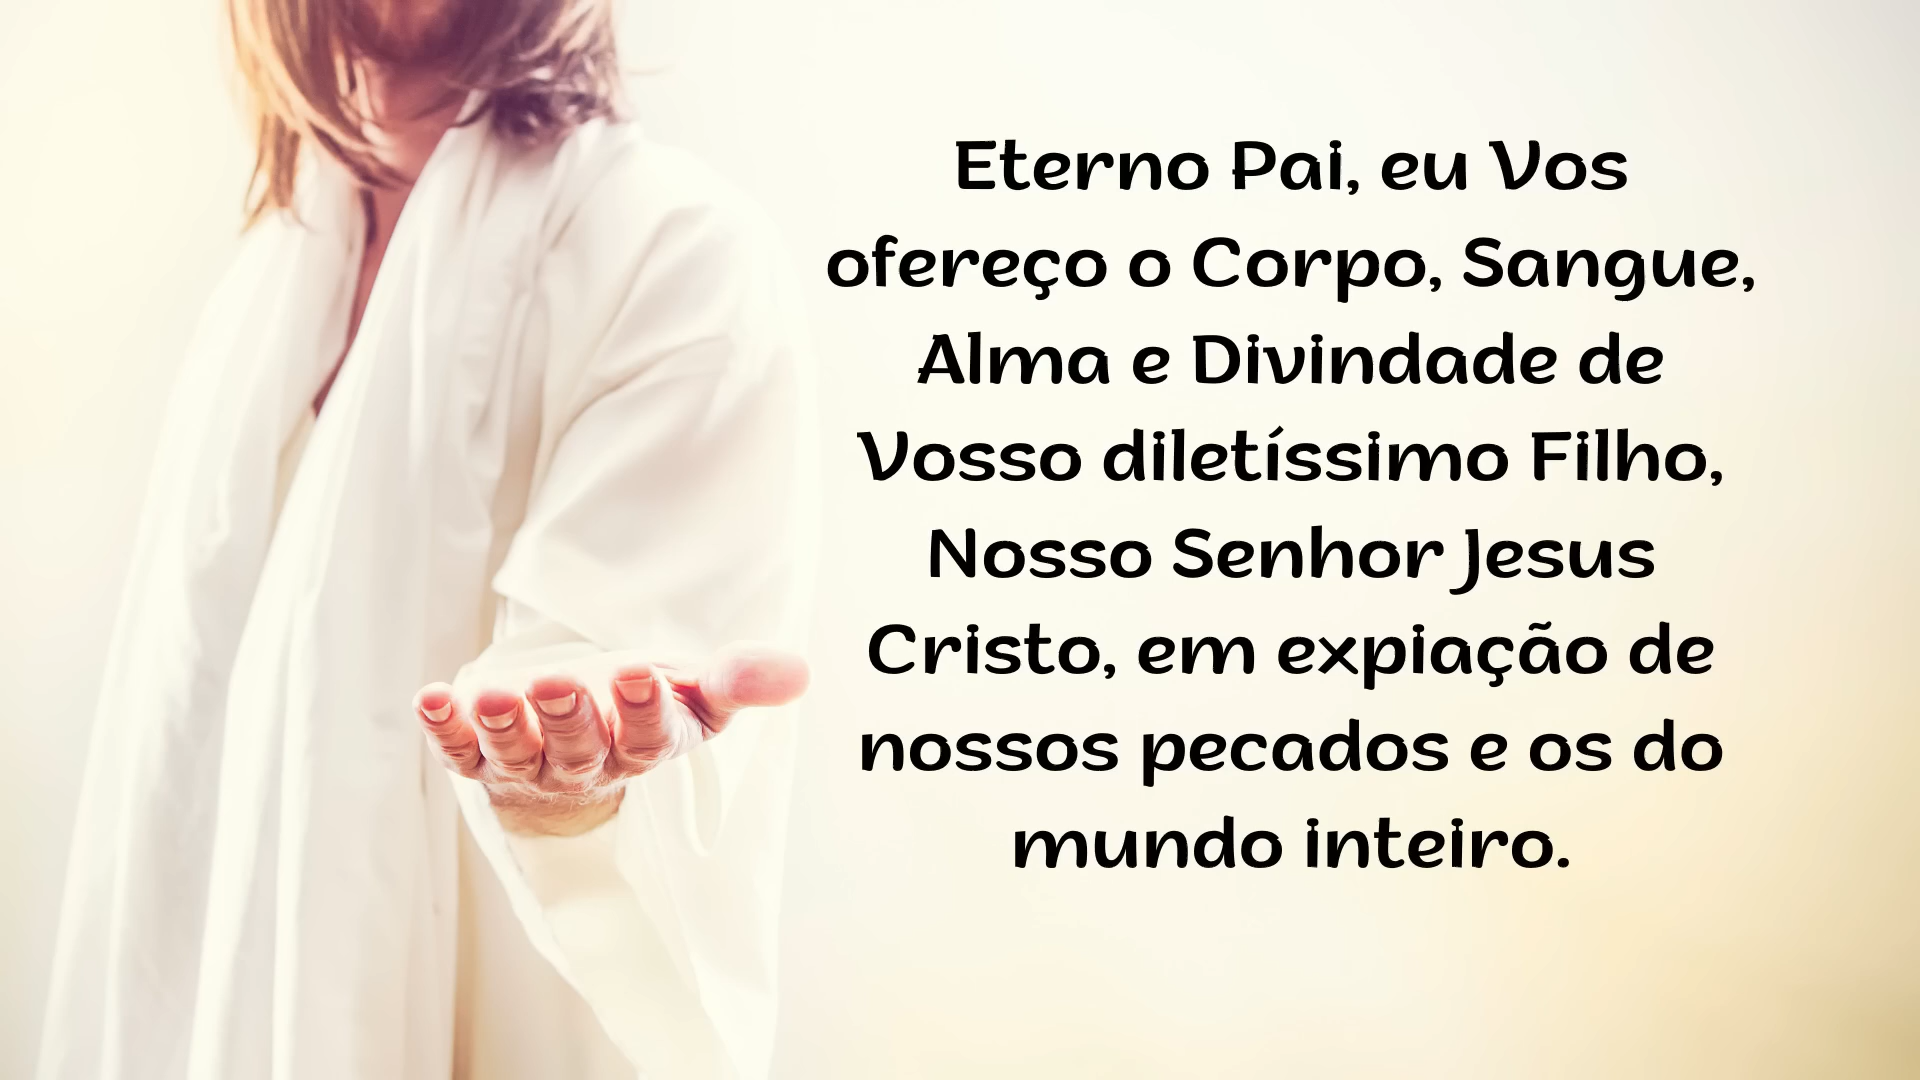 Eterno Pai, eu Vos
ofereço o Corpo, Sangue,
Alma e Divindade de
Vosso diletíssimo Filho,
Nosso Senhor Jesus
Cristo, em expiação de
nossos pecados e os do
mundo inteiro.